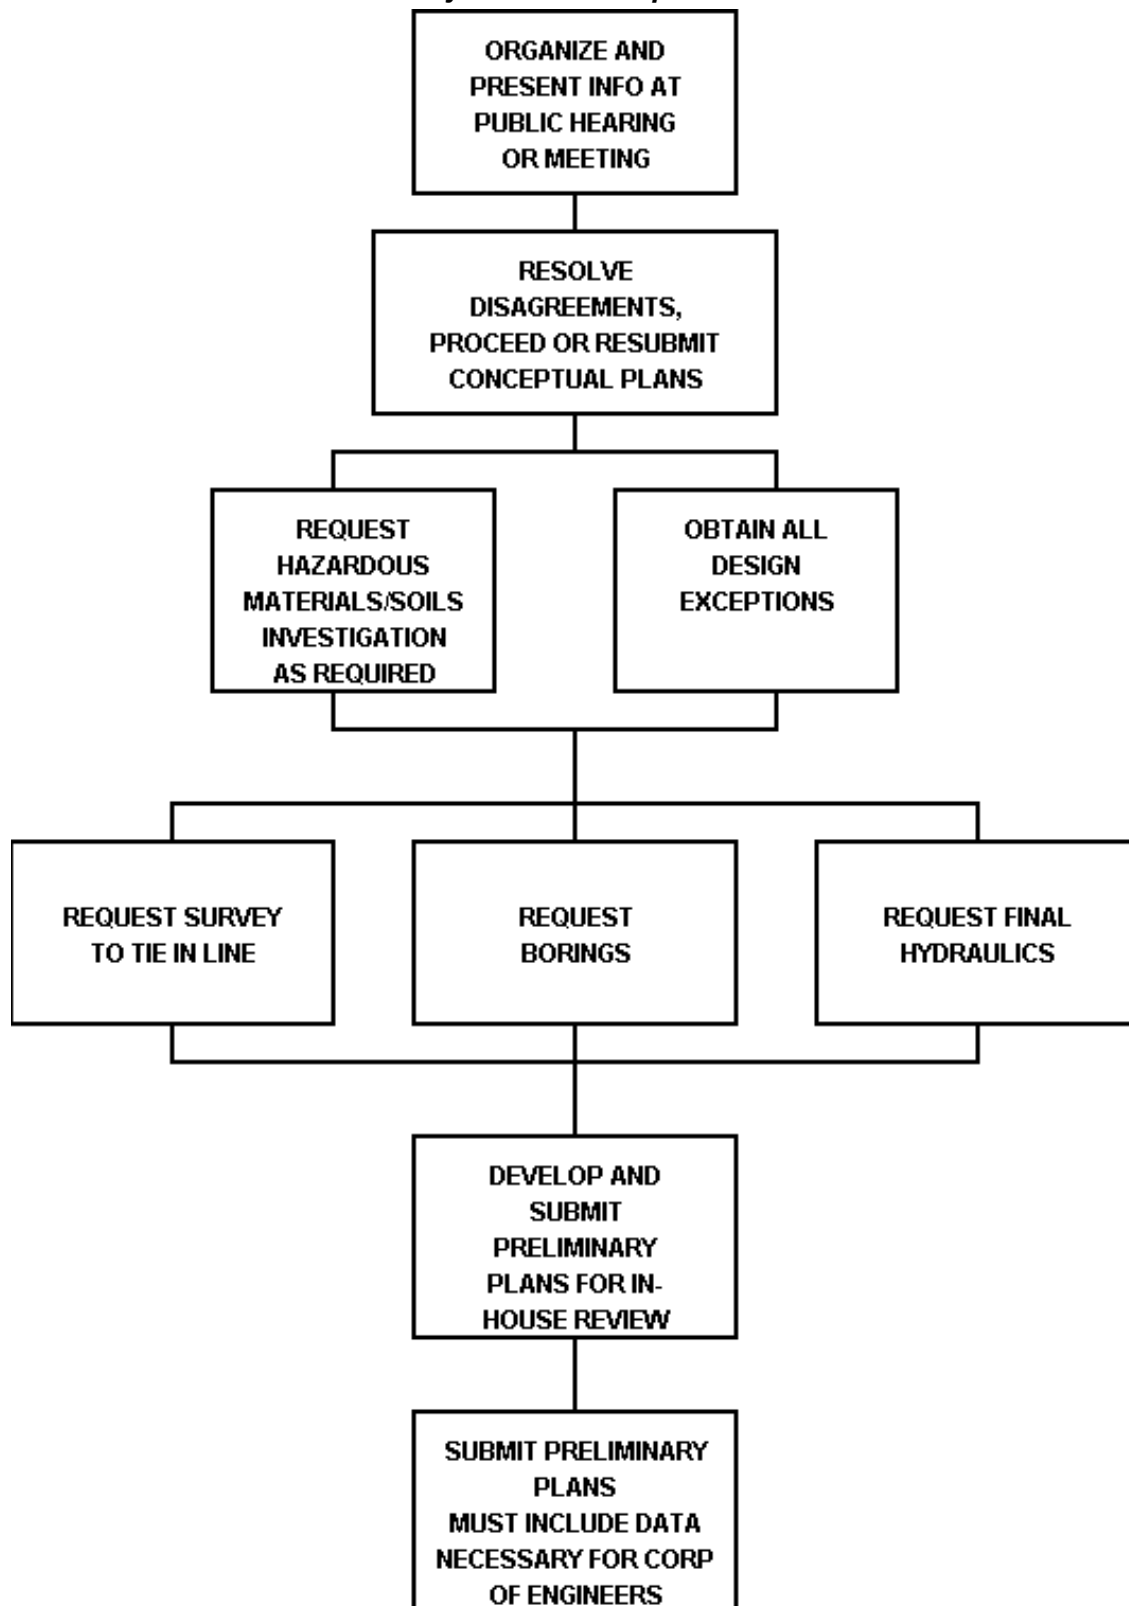 ORGANIZE AND
PRESENT INFO AT
PUBLIC HEARING
OR MEETING
RESOLVE
DISAGREEMENTS,
PROCEED OR RESUBMIT
CONCEPTUAL PLANS
REQUEST
HAZARDOUS
MATERIALS/SOILS
INVESTIGATION
AS REQUIRED
OBTAIN ALL
DESIGN
EXCEPTIONS
REQUEST SURVEY
TO TIE IN LINE
REQUEST
BORINGS
REQUEST FINAL
HYDRAULICS
DEVELOP AND
SUBMIT
PRELIMINARY
PLANS FOR IN-
HOUSE REVIEW
SUBMIT PRELIMINARY
PLANS
MUST INCLUDE DATA
NECESSARY FOR CORP
OF ENGINEERS